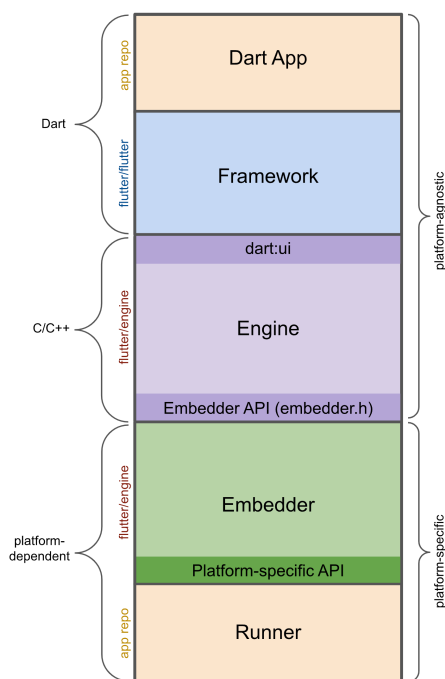 app repo
Dart App
Dart
flutter/flutter
Framework
platform-agnostic
dart:ui
C/C++
flutter/engine
Engine
Embedder API (embedder.h)
flutter/engine
Embedder
platform-
dependent
platform-specific
Platform-specific API
app repo
Runner